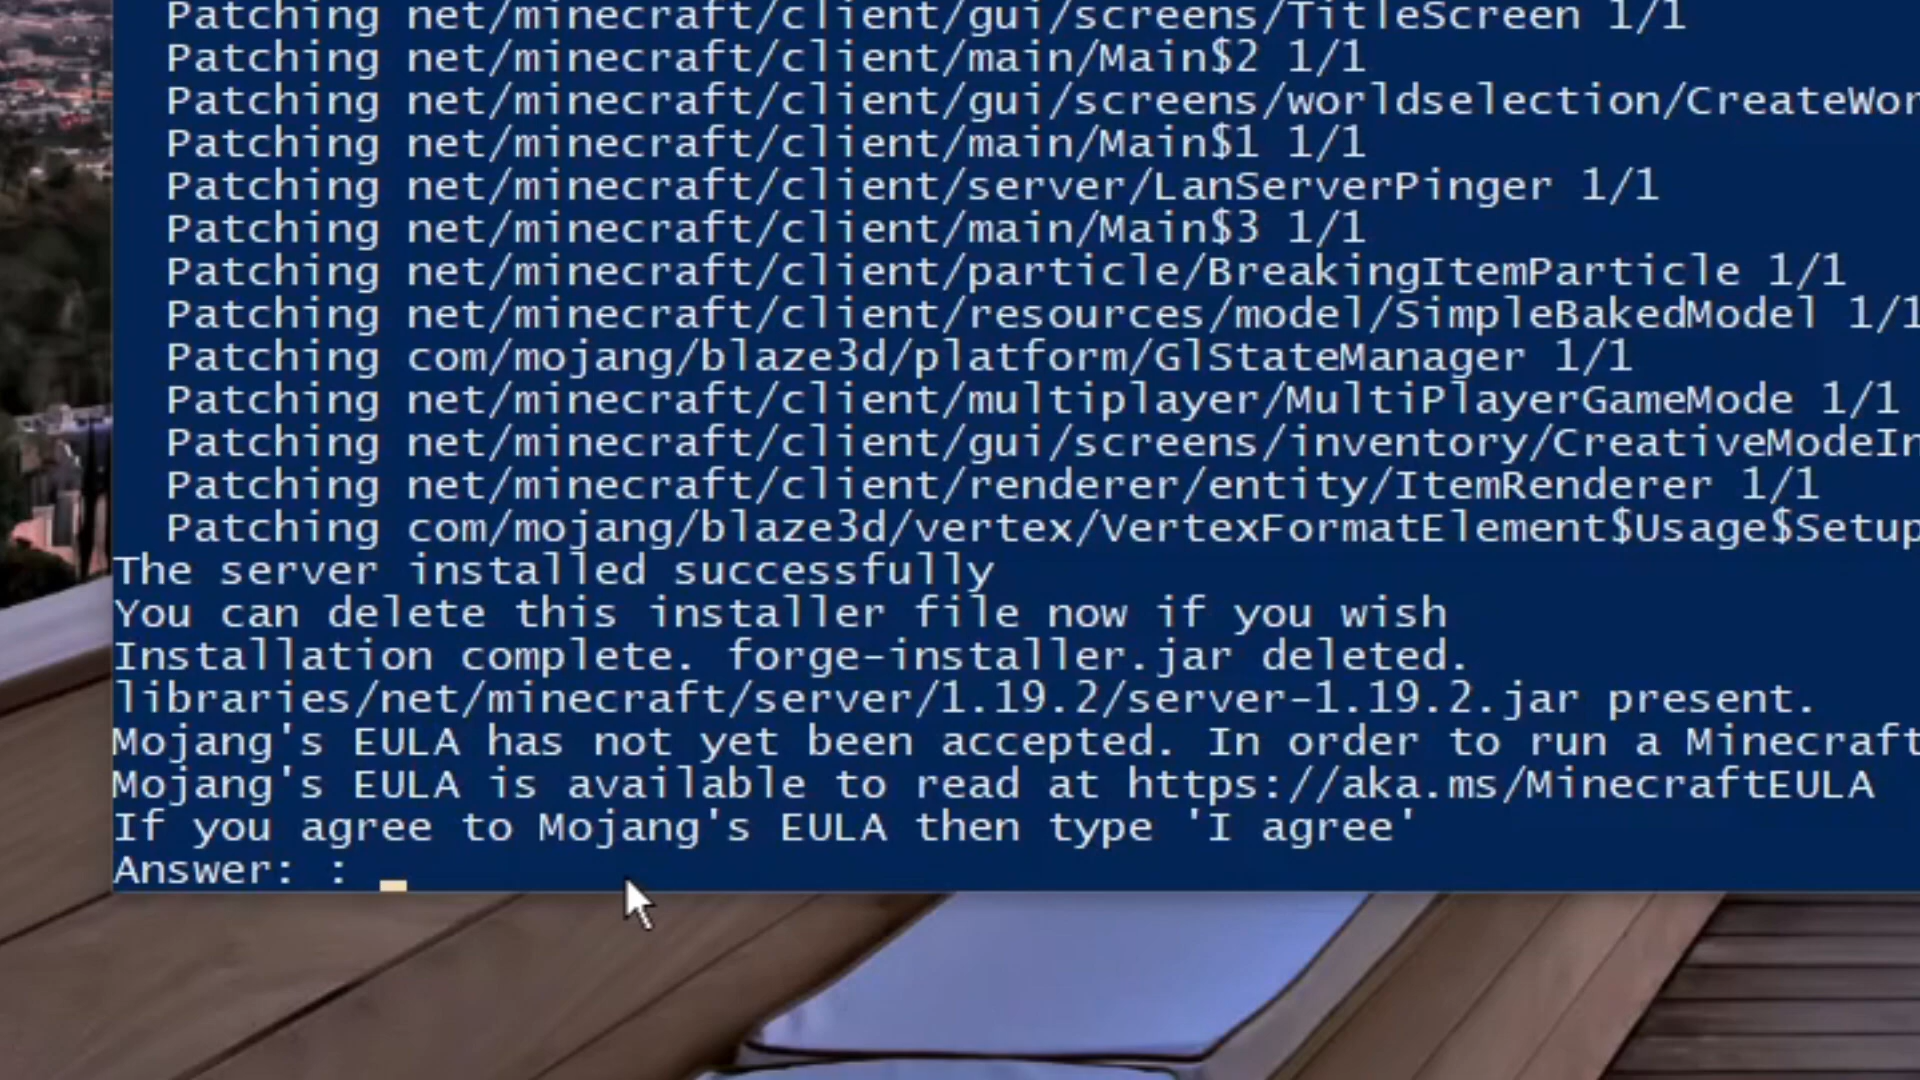 Patching net/minecraft/client/gui/screens/TitleScreen 1/1
Patching net/minecraft/client/main/Main$2 1/1
Patching net/minecraft/client/gui/screens/worldselection/CreateWor
Patching net/minecraft/client/main/Main$1 1/1
Patching net/minecraft/client/server/LanServerPinger 1/1
Patching net/minecraft/client/main/Main$3 1/1
Patching net/minecraft/client/particle/BreakingItemParticle 1/1
Patching net/minecraft/client/resources/model/SimpleBakedModel 1/1
Patching com/mojang/blaze3d/platform/GlStateManager 1/1
Patching net/minecraft/client/multiplayer/MultiPlayerGameMode 1/1
Patching net/minecraft/client/gui/screens/inventory/CreativeModeIn
Patching net/minecraft/client/renderer/entity/ItemRenderer 1/1
Patching com/mojang/blaze3d/vertex/VertexFormatElement$Usage$Setup
The server installed successfully
You can delete this installer file now if you wish
Installation complete. forge-installer.jar deleted.
libraries/net/minecraft/server/1.19.2/server-1.19.2.jar present.
Mojang's EULA has not yet been accepted. In order to run a Minecraft
Mojang's EULA is available to read at https://aka.ms/MinecraftEULA
If you agree to Mojang's EULA then type 'I agree'
Answer: :